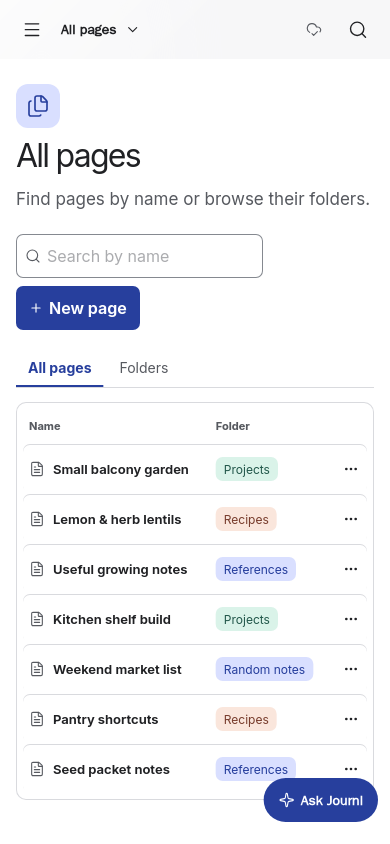 All pages
All pages
Find pages by name or browse their folders.
Search by name
+ New page
All pages Folders
Name Folder
Small balcony garden Projects ...
Lemon & herb lentils Recipes ...
Useful growing notes References ...
Kitchen shelf build Projects ...
Weekend market list Random notes ...
Pantry shortcuts Recipes ...
Seed packet notes References ...
Ask Journl